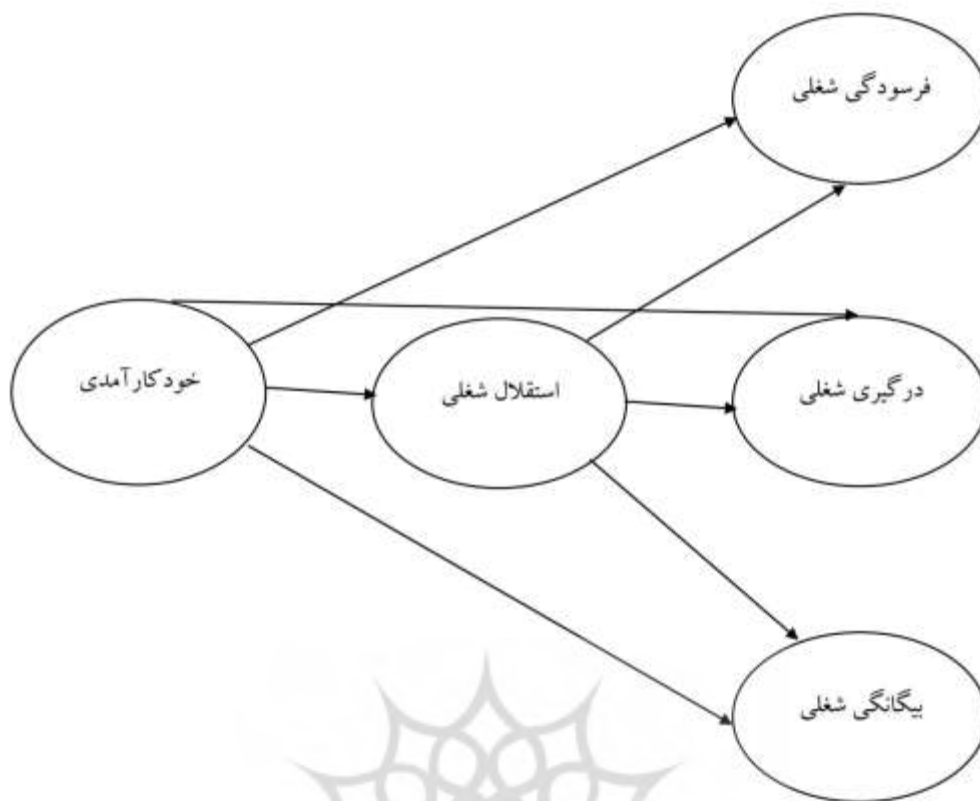 فرسودگی شغلی
خودکارآمدی
استقلال شغلی
درگیری شغلی
بیگانگی شغلی